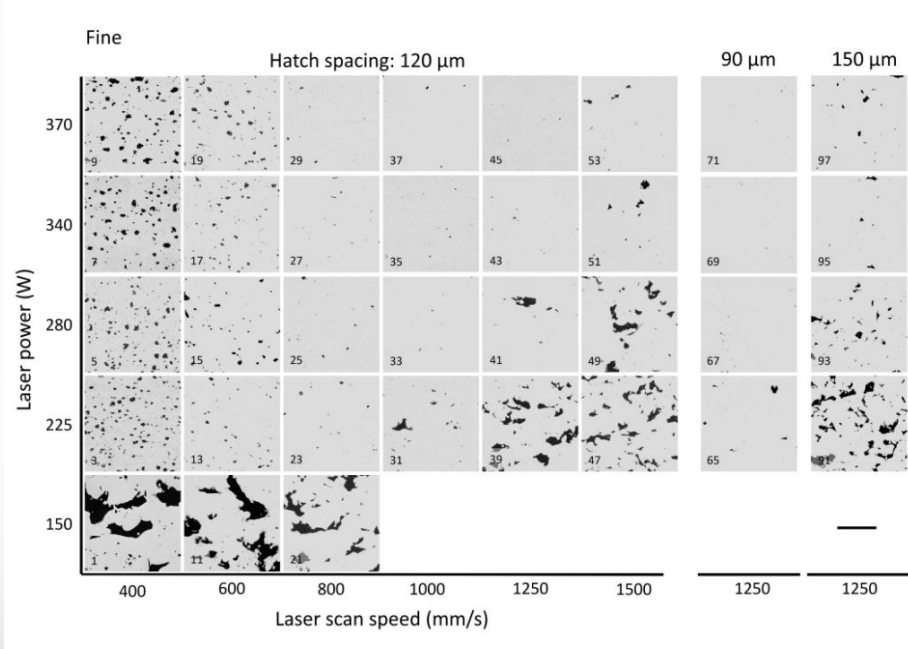 Fine
Hatch spacing: 120 µm 90 µm 150 µm
370 9 19 29 37 45 53 71 97
340 7 17 27 35 43 51 69 95
280 5 15 25 33 41 49 67 93
225 3 13 23 31 39 47 65 91
150 1 11 21
Laser power (W)
400 600 800 1000 1250 1500 1250 1250
Laser scan speed (mm/s)